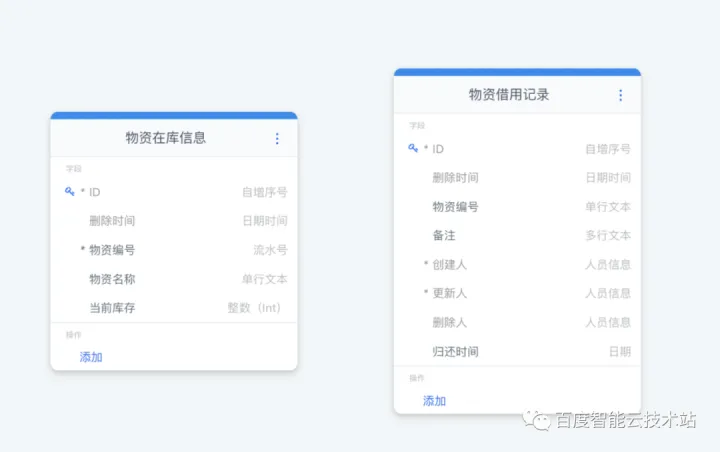 物资在库信息
字段
* ID 自增序号
删除时间 日期时间
* 物资编号 流水号
物资名称 单行文本
当前库存 整数（Int）
操作
添加
物资借用记录
字段
* ID 自增序号
删除时间 日期时间
物资编号 单行文本
备注 多行文本
* 创建人 人员信息
* 更新人 人员信息
删除人 人员信息
归还时间 日期
操作
添加
百度智能云技术站